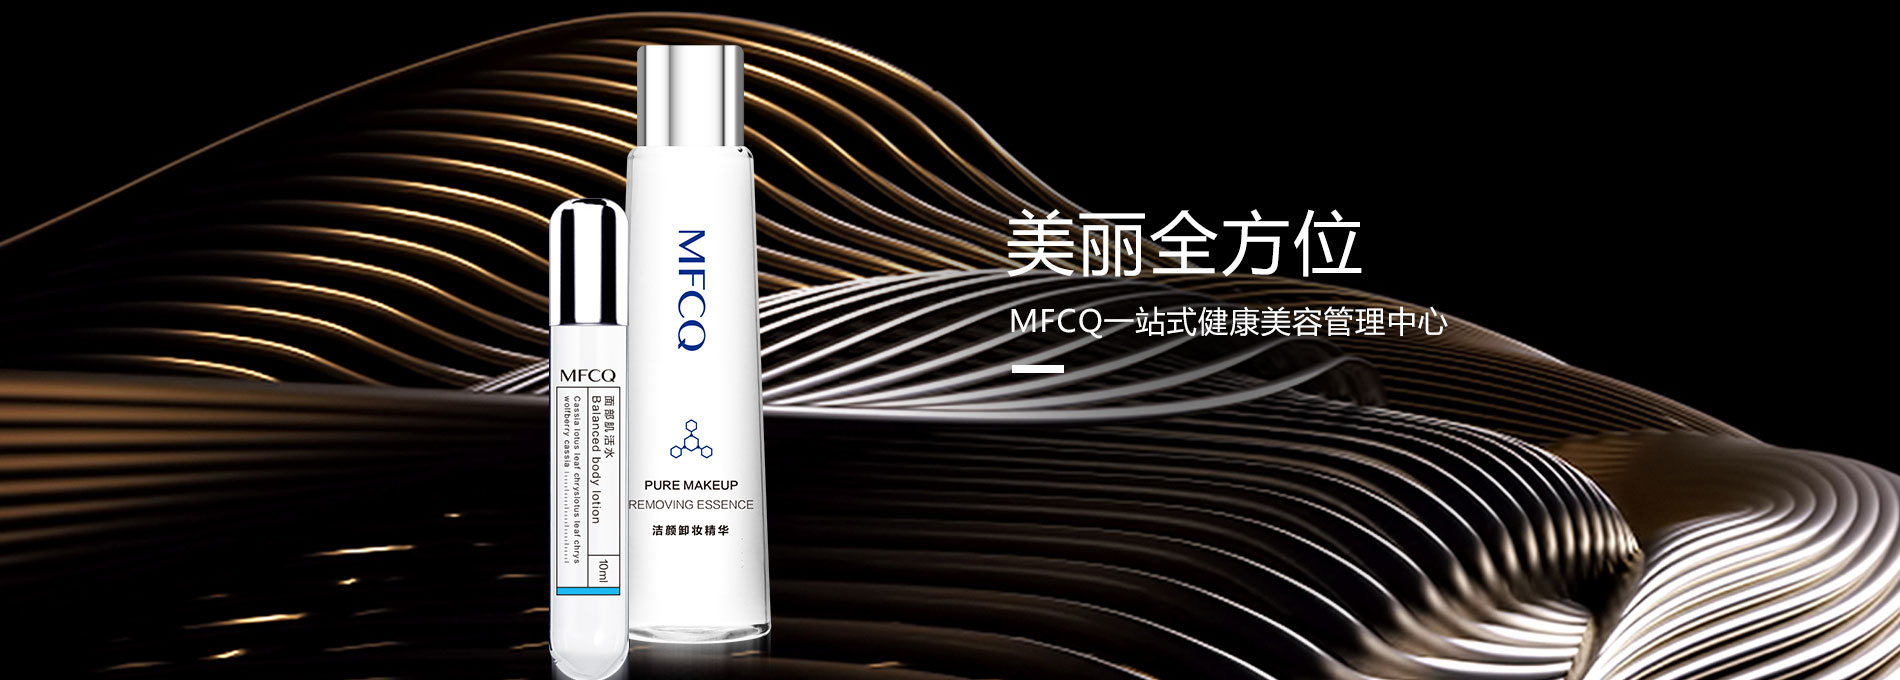 美丽全方位
MFCQ一站式健康美容管理中心
MFCQ
PURE MAKEUP
REMOVING ESSENCE
洁颜卸妆精华
MFCQ
面部肌活水
Balanced body lotion
Cassia lotus leaf chryslotus leaf chrys
wolfberry cassia
10ml